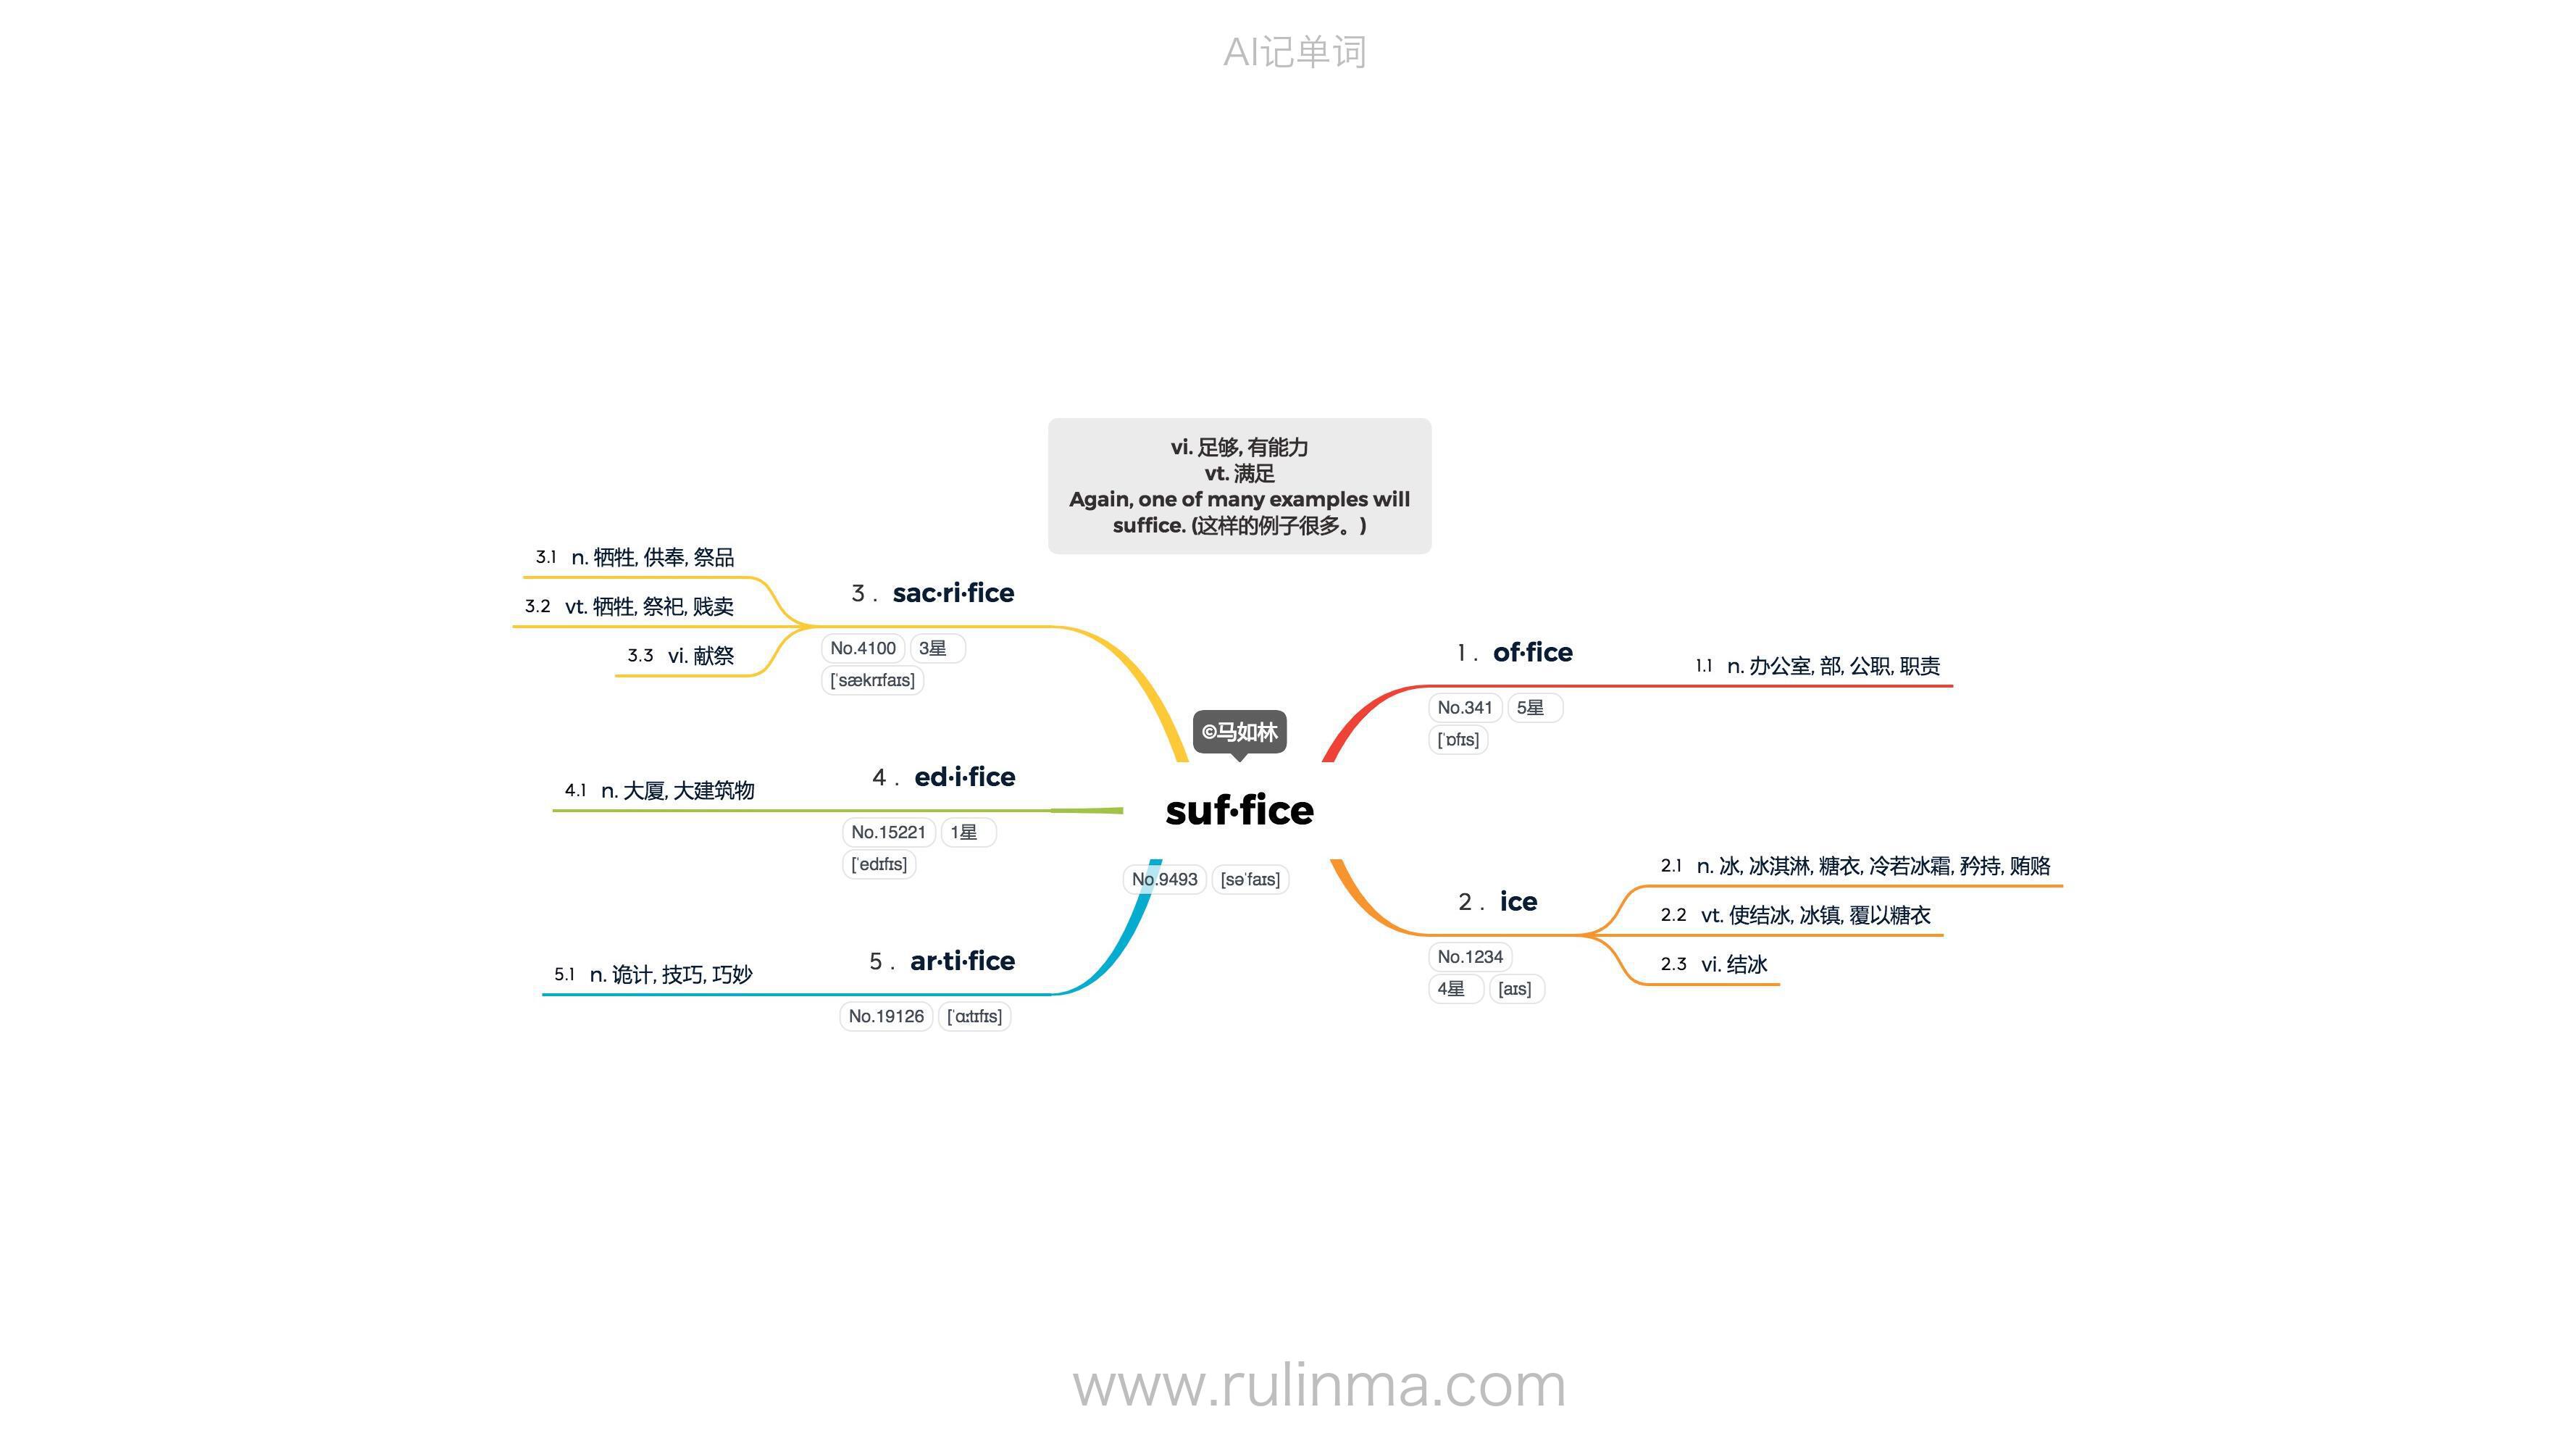 AI记单词
vi. 足够, 有能力
vt. 满足
Again, one of many examples will
suffice. (这样的例子很多。)
©马如林
suf·fice
No.9493 [səˈfaɪs]
1 . of·fice
No.341 5星
[ˈɒfɪs]
1.1 n. 办公室, 部, 公职, 职责
2 . ice
No.1234
4星 [aɪs]
2.1 n. 冰, 冰淇淋, 糖衣, 冷若冰霜, 矜持, 贿赂
2.2 vt. 使结冰, 冰镇, 覆以糖衣
2.3 vi. 结冰
3 . sac·ri·fice
No.4100 3星
[ˈsækrɪfaɪs]
3.1 n. 牺牲, 供奉, 祭品
3.2 vt. 牺牲, 祭祀, 贱卖
3.3 vi. 献祭
4 . ed·i·fice
No.15221 1星
[ˈedɪfɪs]
4.1 n. 大厦, 大建筑物
5 . ar·ti·fice
No.19126 [ˈɑːtɪfɪs]
5.1 n. 诡计, 技巧, 巧妙
www.rulinma.com